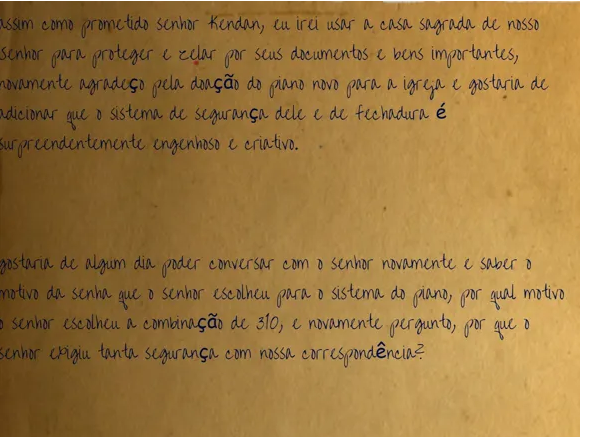 assim como prometido senhor Kendan, eu irei usar a casa sagrada de nosso
senhor para proteger e zelar por seus documentos e bens importantes,
novamente agradeço pela doação do piano novo para a igreja e gostaria de
adicionar que o sistema de segurança dele e de fechadura é
surpreendentemente engenhoso e criativo.
gostaria de algum dia poder conversar com o senhor novamente e saber o
motivo da senha que o senhor escolheu para o sistema do piano, por qual motivo
o senhor escolheu a combinação de 310, e novamente pergunto, por que o
senhor exigiu tanta segurança com nossa correspondência?